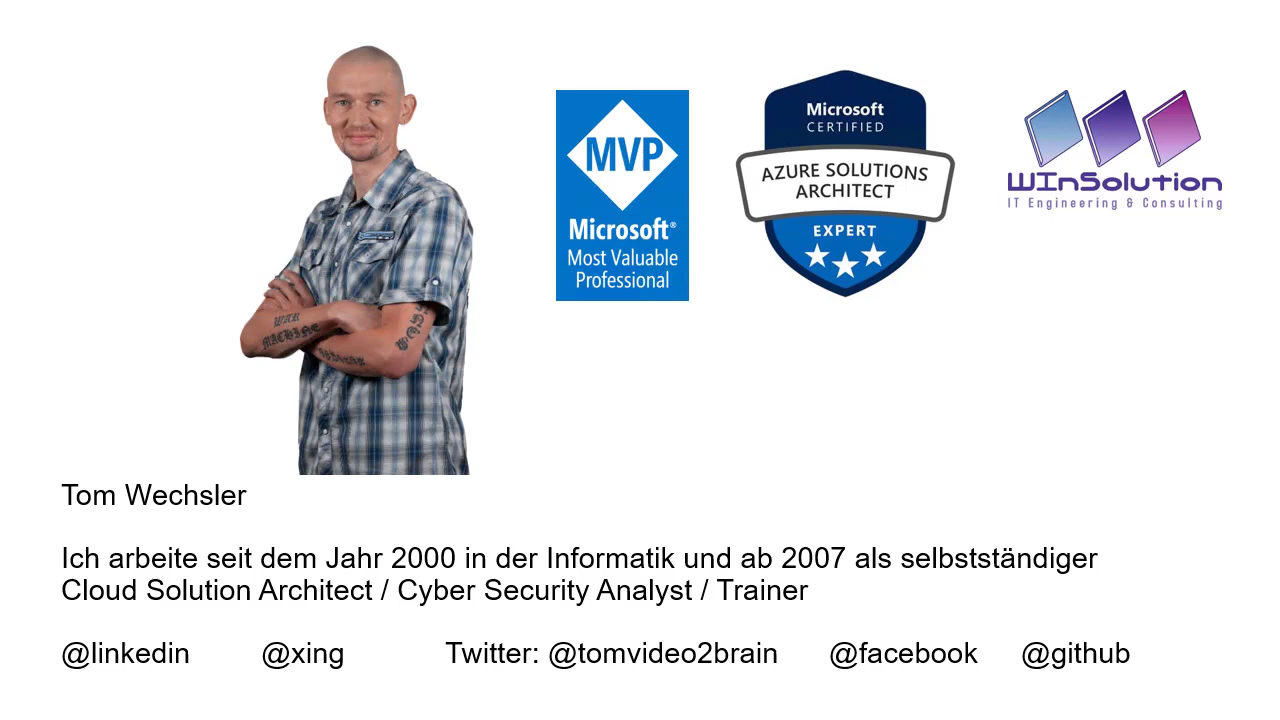 MVP
Microsoft®
Most Valuable
Professional
Microsoft
CERTIFIED
AZURE SOLUTIONS
ARCHITECT
EXPERT
WInSolution
IT Engineering & Consulting
WAR
MACHINE
Tom Wechsler
Ich arbeite seit dem Jahr 2000 in der Informatik und ab 2007 als selbstständiger
Cloud Solution Architect / Cyber Security Analyst / Trainer
@linkedin @xing Twitter: @tomvideo2brain @facebook @github